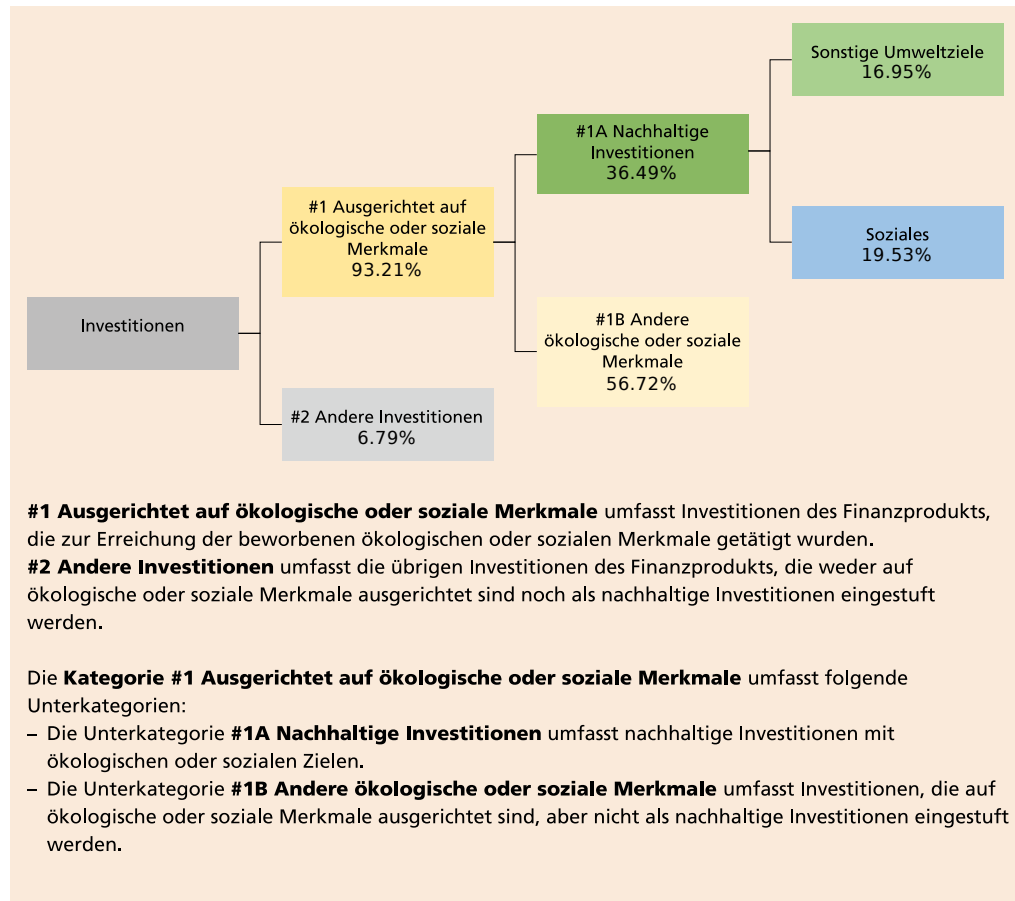 Sonstige Umweltziele
16.95%
#1A Nachhaltige
Investitionen
36.49%
#1 Ausgerichtet auf
ökologische oder soziale
Merkmale
93.21%
Soziales
19.53%
Investitionen
#1B Andere
ökologische oder soziale
Merkmale
56.72%
#2 Andere Investitionen
6.79%
#1 Ausgerichtet auf ökologische oder soziale Merkmale umfasst Investitionen des Finanzprodukts,
die zur Erreichung der beworbenen ökologischen oder sozialen Merkmale getätigt wurden.
#2 Andere Investitionen umfasst die übrigen Investitionen des Finanzprodukts, die weder auf
ökologische oder soziale Merkmale ausgerichtet sind noch als nachhaltige Investitionen eingestuft
werden.
Die Kategorie #1 Ausgerichtet auf ökologische oder soziale Merkmale umfasst folgende
Unterkategorien:
– Die Unterkategorie #1A Nachhaltige Investitionen umfasst nachhaltige Investitionen mit
ökologischen oder sozialen Zielen.
– Die Unterkategorie #1B Andere ökologische oder soziale Merkmale umfasst Investitionen, die auf
ökologische oder soziale Merkmale ausgerichtet sind, aber nicht als nachhaltige Investitionen eingestuft
werden.